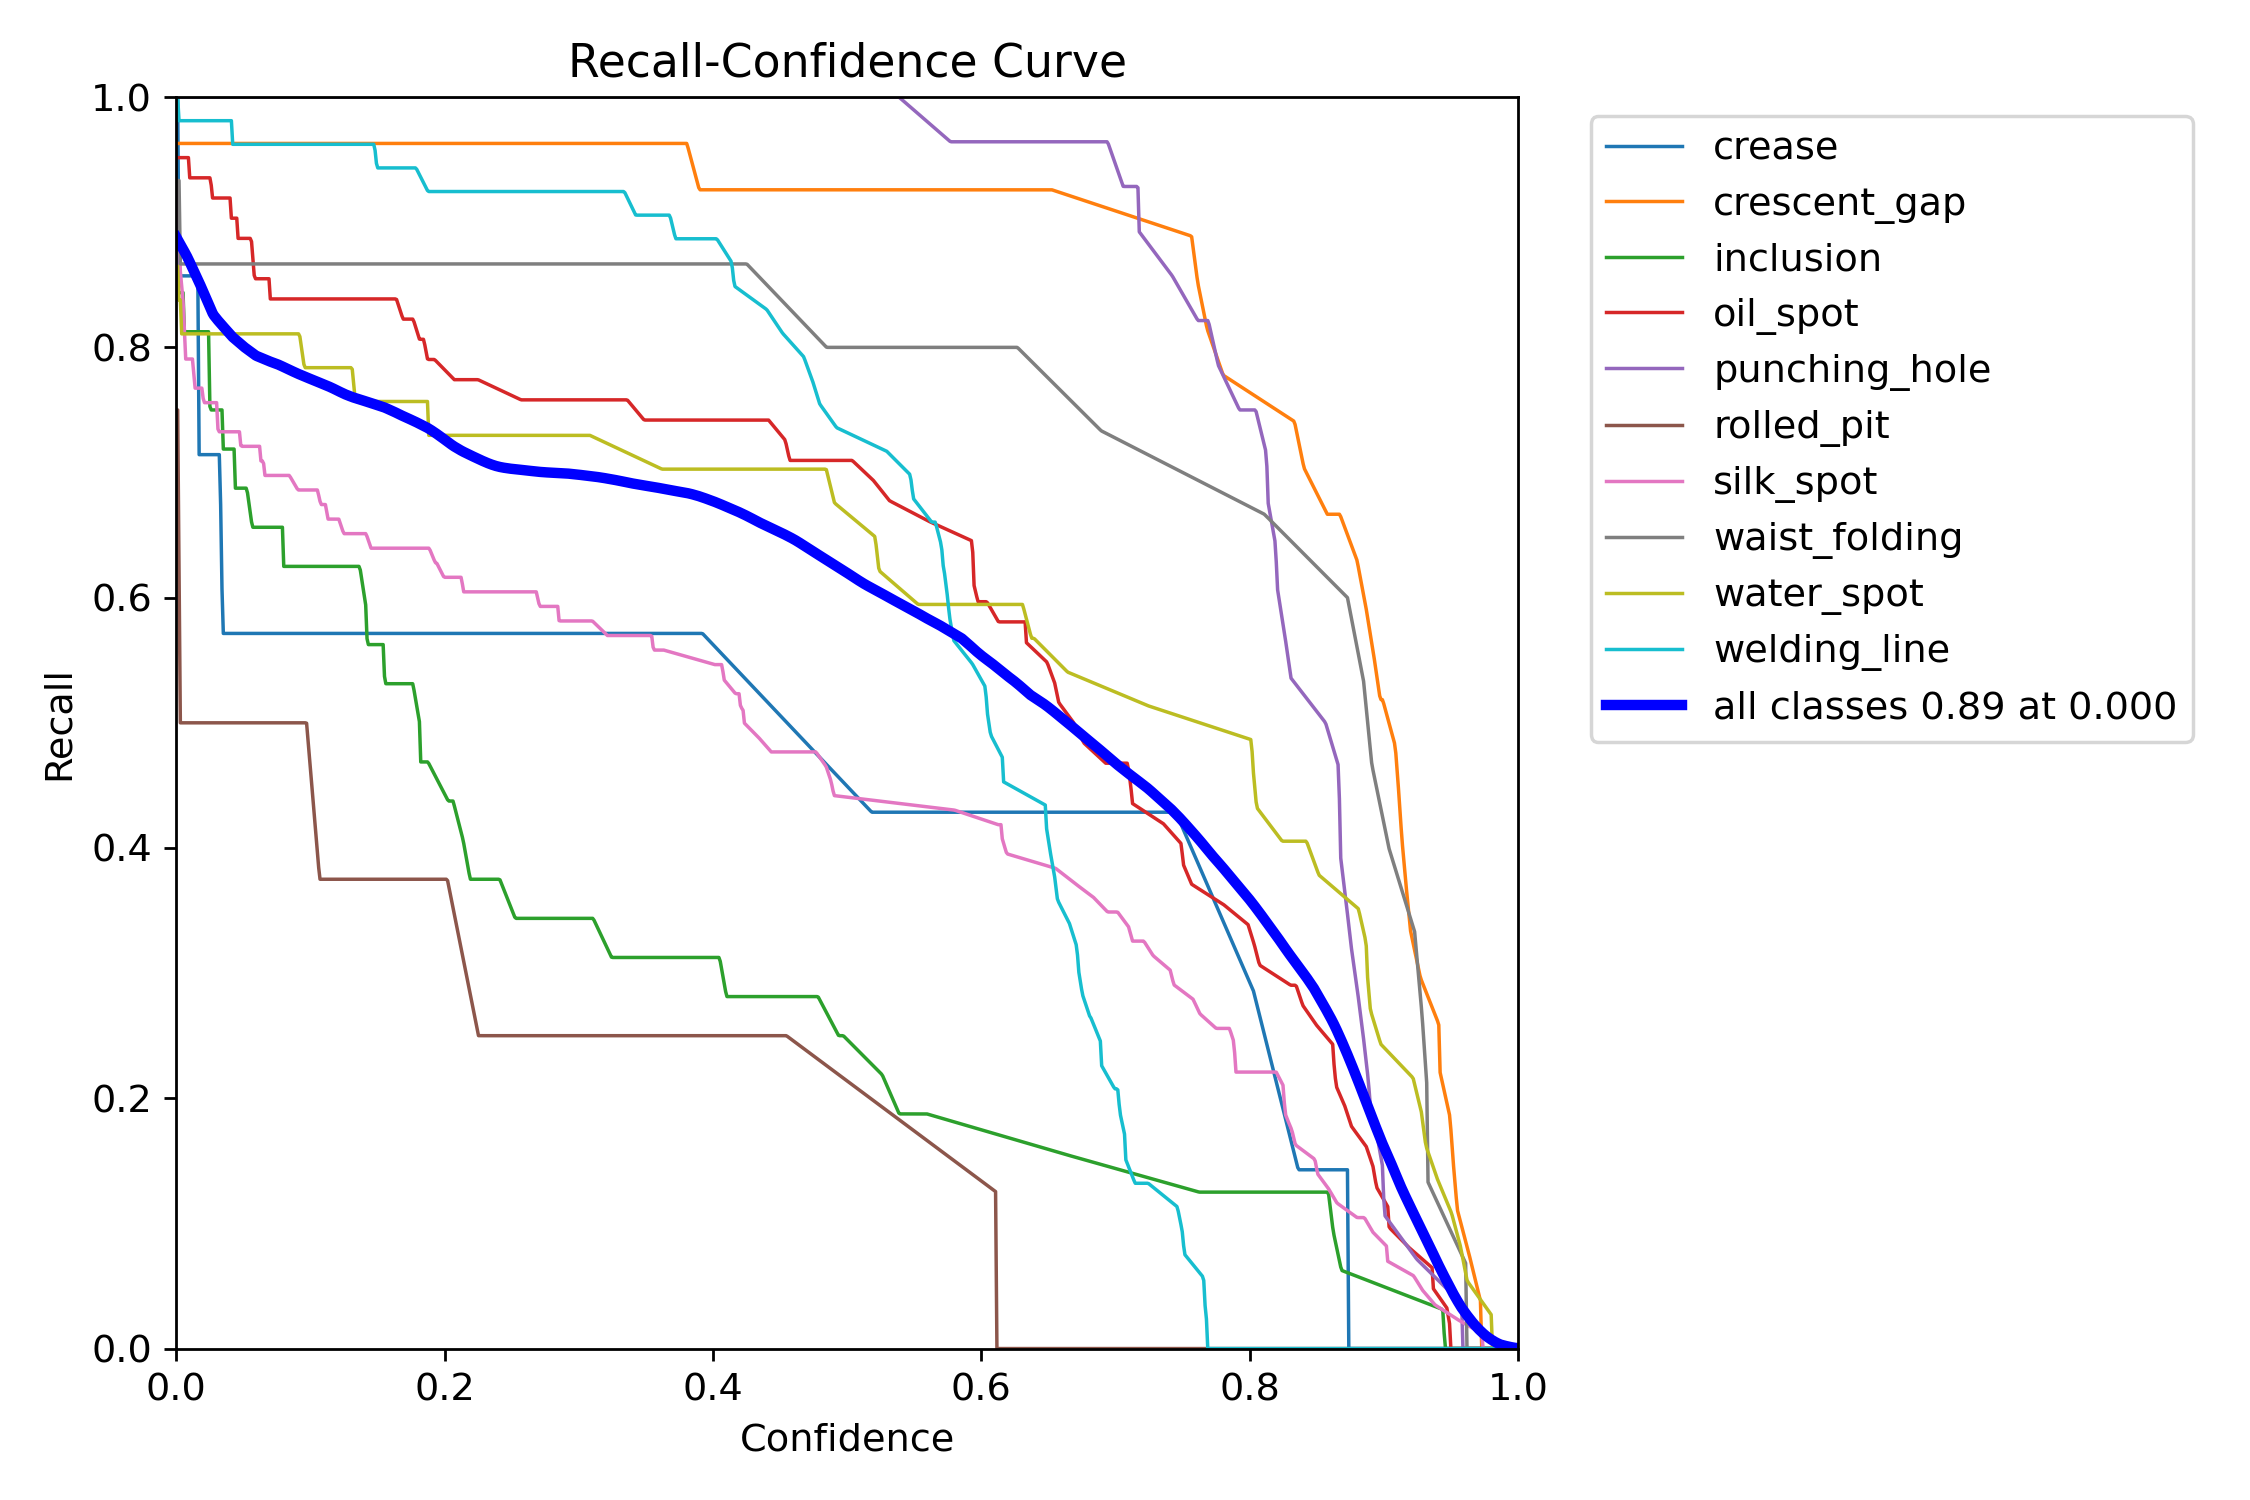 Recall-Confidence Curve
1.0
0.8
0.6
0.4
0.2
0.0
Recall
0.0 0.2 0.4 0.6 0.8 1.0
Confidence
crease
crescent_gap
inclusion
oil_spot
punching_hole
rolled_pit
silk_spot
waist_folding
water_spot
welding_line
all classes 0.89 at 0.000